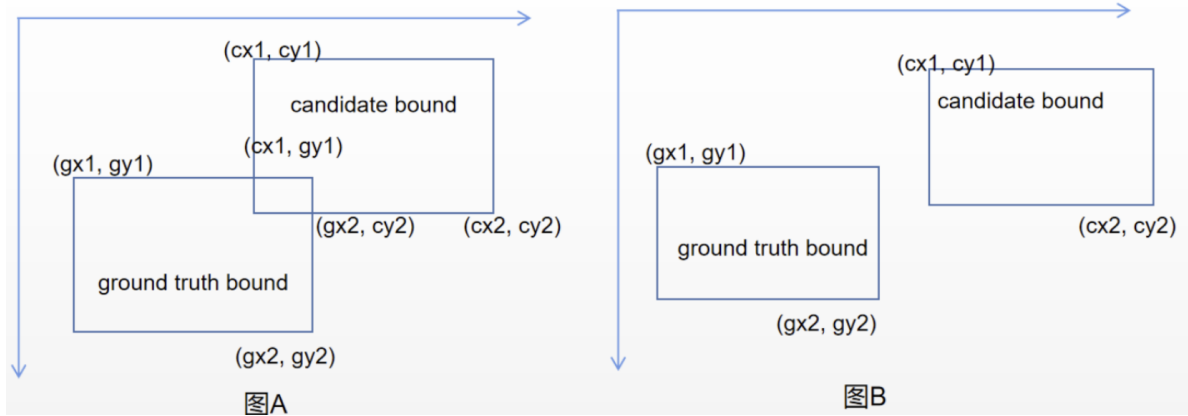 (cx1, cy1)
candidate bound
(cx1, gy1)
(gx1, gy1)
(gx2, cy2)
(cx2, cy2)
ground truth bound
(gx2, gy2)
图A
(cx1, cy1)
candidate bound
(gx1, gy1)
(cx2, cy2)
ground truth bound
(gx2, gy2)
图B